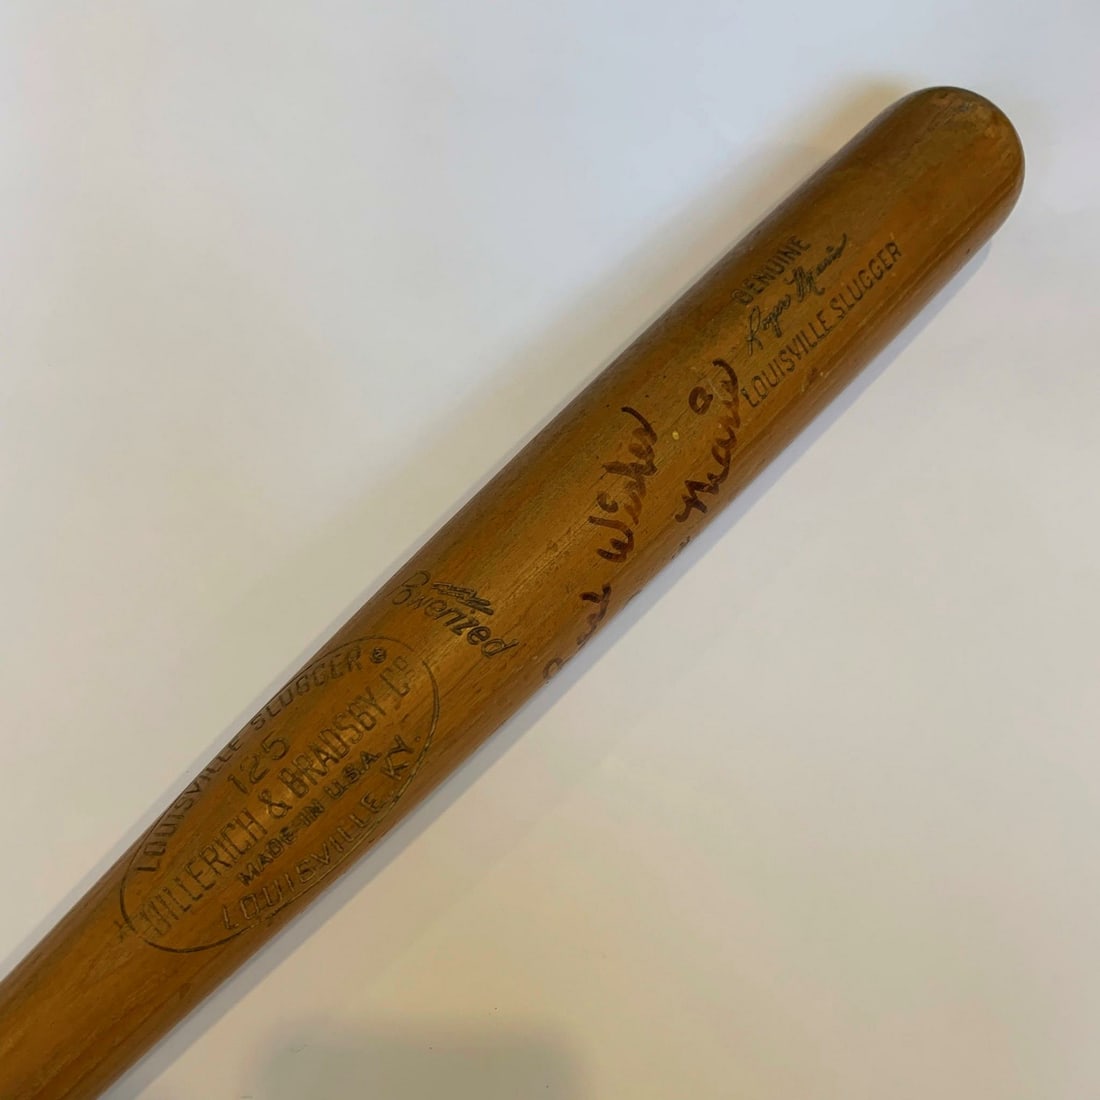 GENUINE
Roger Maris
LOUISVILLE SLUGGER
Best Wishes
Maris
Powerized
LOUISVILLE SLUGGER
125
HILLERICH & BRADSBY Cº
MADE IN U.S.A.
LOUISVILLE, KY.